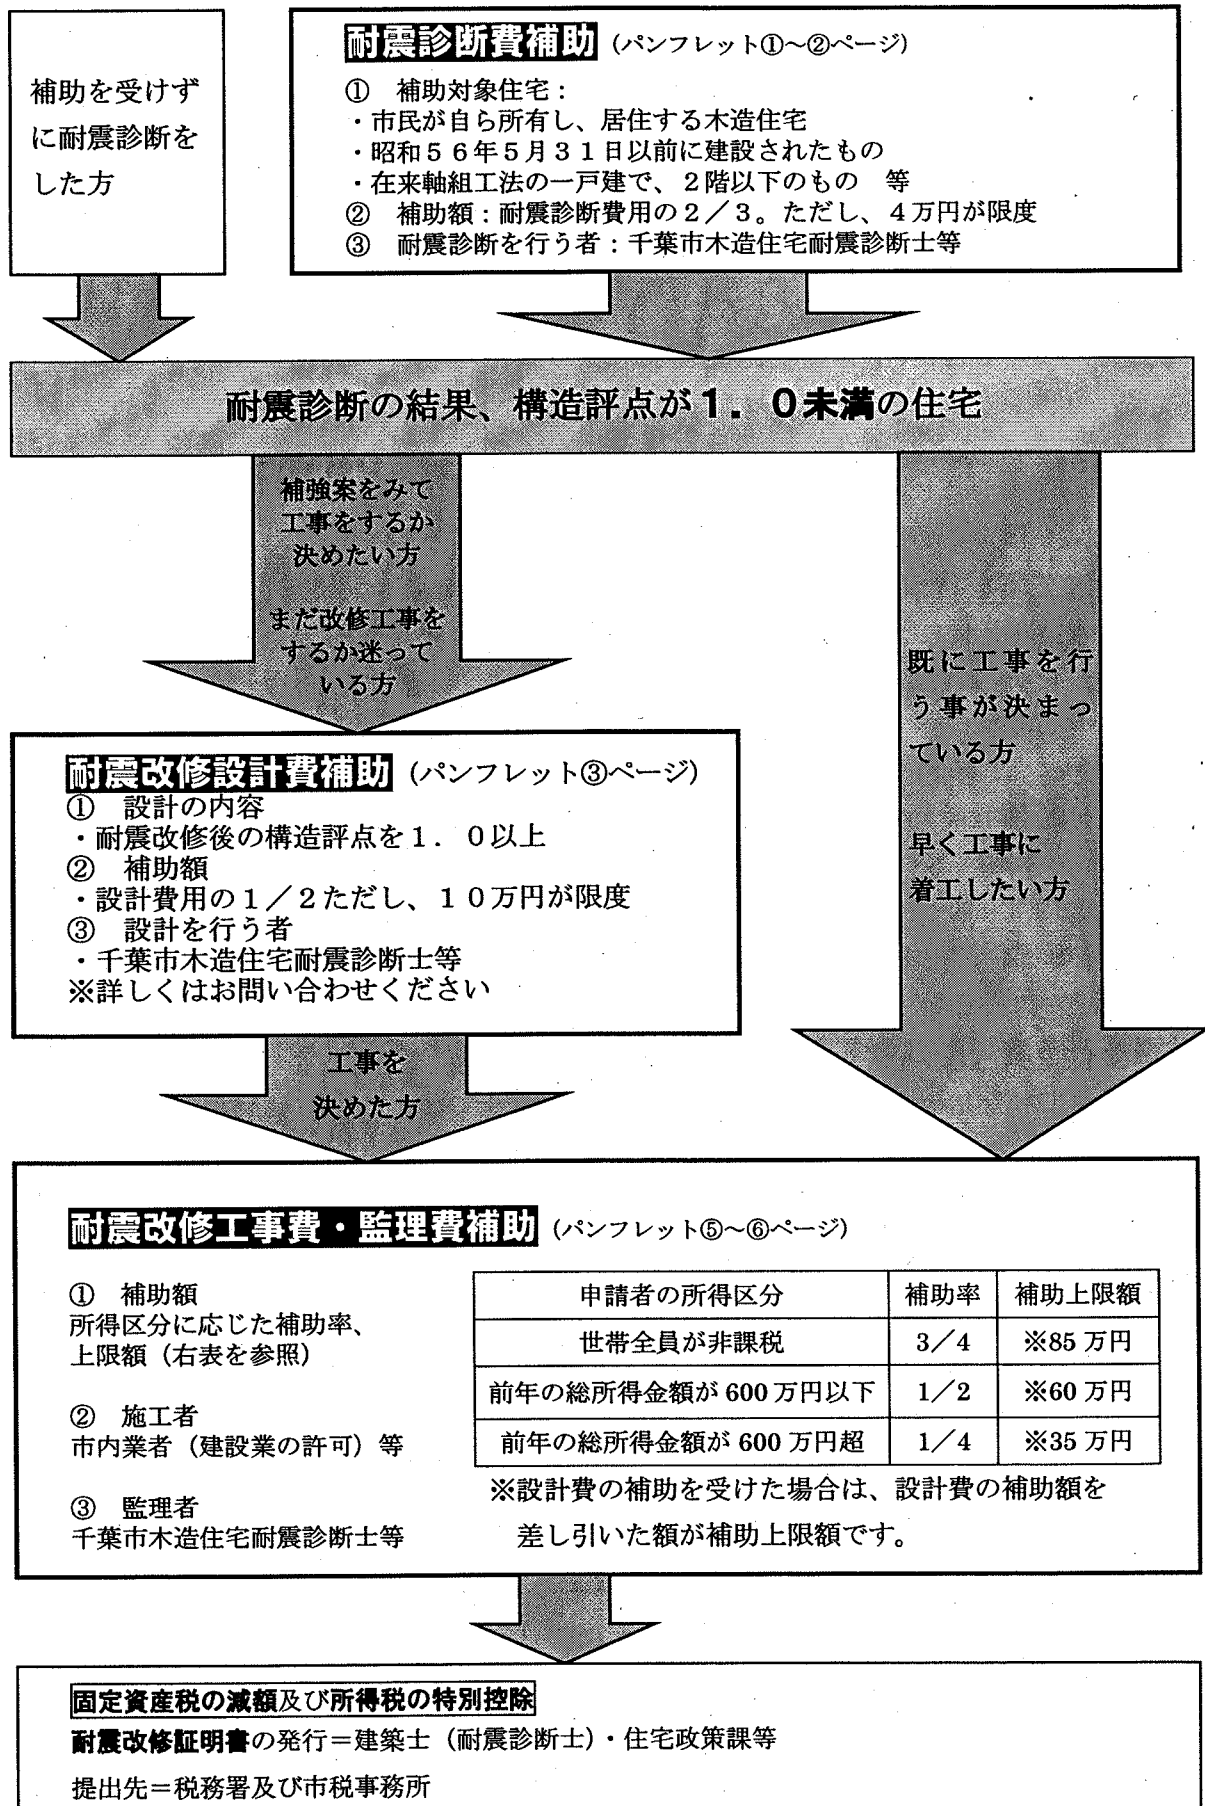 補助を受けず
に耐震診断を
した方
耐震診断費補助 (パンフレット①~②ページ)
① 補助対象住宅:
・市民が自ら所有し、居住する木造住宅
・昭和56年5月31日以前に建設されたもの
・在来軸組工法の一戸建で、2階以下のもの 等
② 補助額:耐震診断費用の2/3。ただし、4万円が限度
③ 耐震診断を行う者:千葉市木造住宅耐震診断士等
耐震診断の結果、構造評点が1.0未満の住宅
補強案をみて
工事をするか
決めたい方
まだ改修工事を
するか迷って
いる方
既に工事を行
う事が決まっ
ている方
早く工事に
着工したい方
耐震改修設計費補助 (パンフレット③ページ)
① 設計の内容
・耐震改修後の構造評点を1.0以上
② 補助額
・設計費用の1/2ただし、10万円が限度
③ 設計を行う者
・千葉市木造住宅耐震診断士等
※詳しくはお問い合わせください
工事を
決めた方
耐震改修工事費・監理費補助 (パンフレット⑤~⑥ページ)
① 補助額
所得区分に応じた補助率、
上限額(右表を参照)
② 施工者
市内業者(建設業の許可)等
③ 監理者
千葉市木造住宅耐震診断士等
申請者の所得区分 補助率 補助上限額
世帯全員が非課税 3/4 ※85万円
前年の総所得金額が600万円以下 1/2 ※60万円
前年の総所得金額が600万円超 1/4 ※35万円
※設計費の補助を受けた場合は、設計費の補助額を
差し引いた額が補助上限額です。
固定資産税の減額及び所得税の特別控除
耐震改修証明書の発行=建築士(耐震診断士)・住宅政策課等
提出先=税務署及び市税事務所